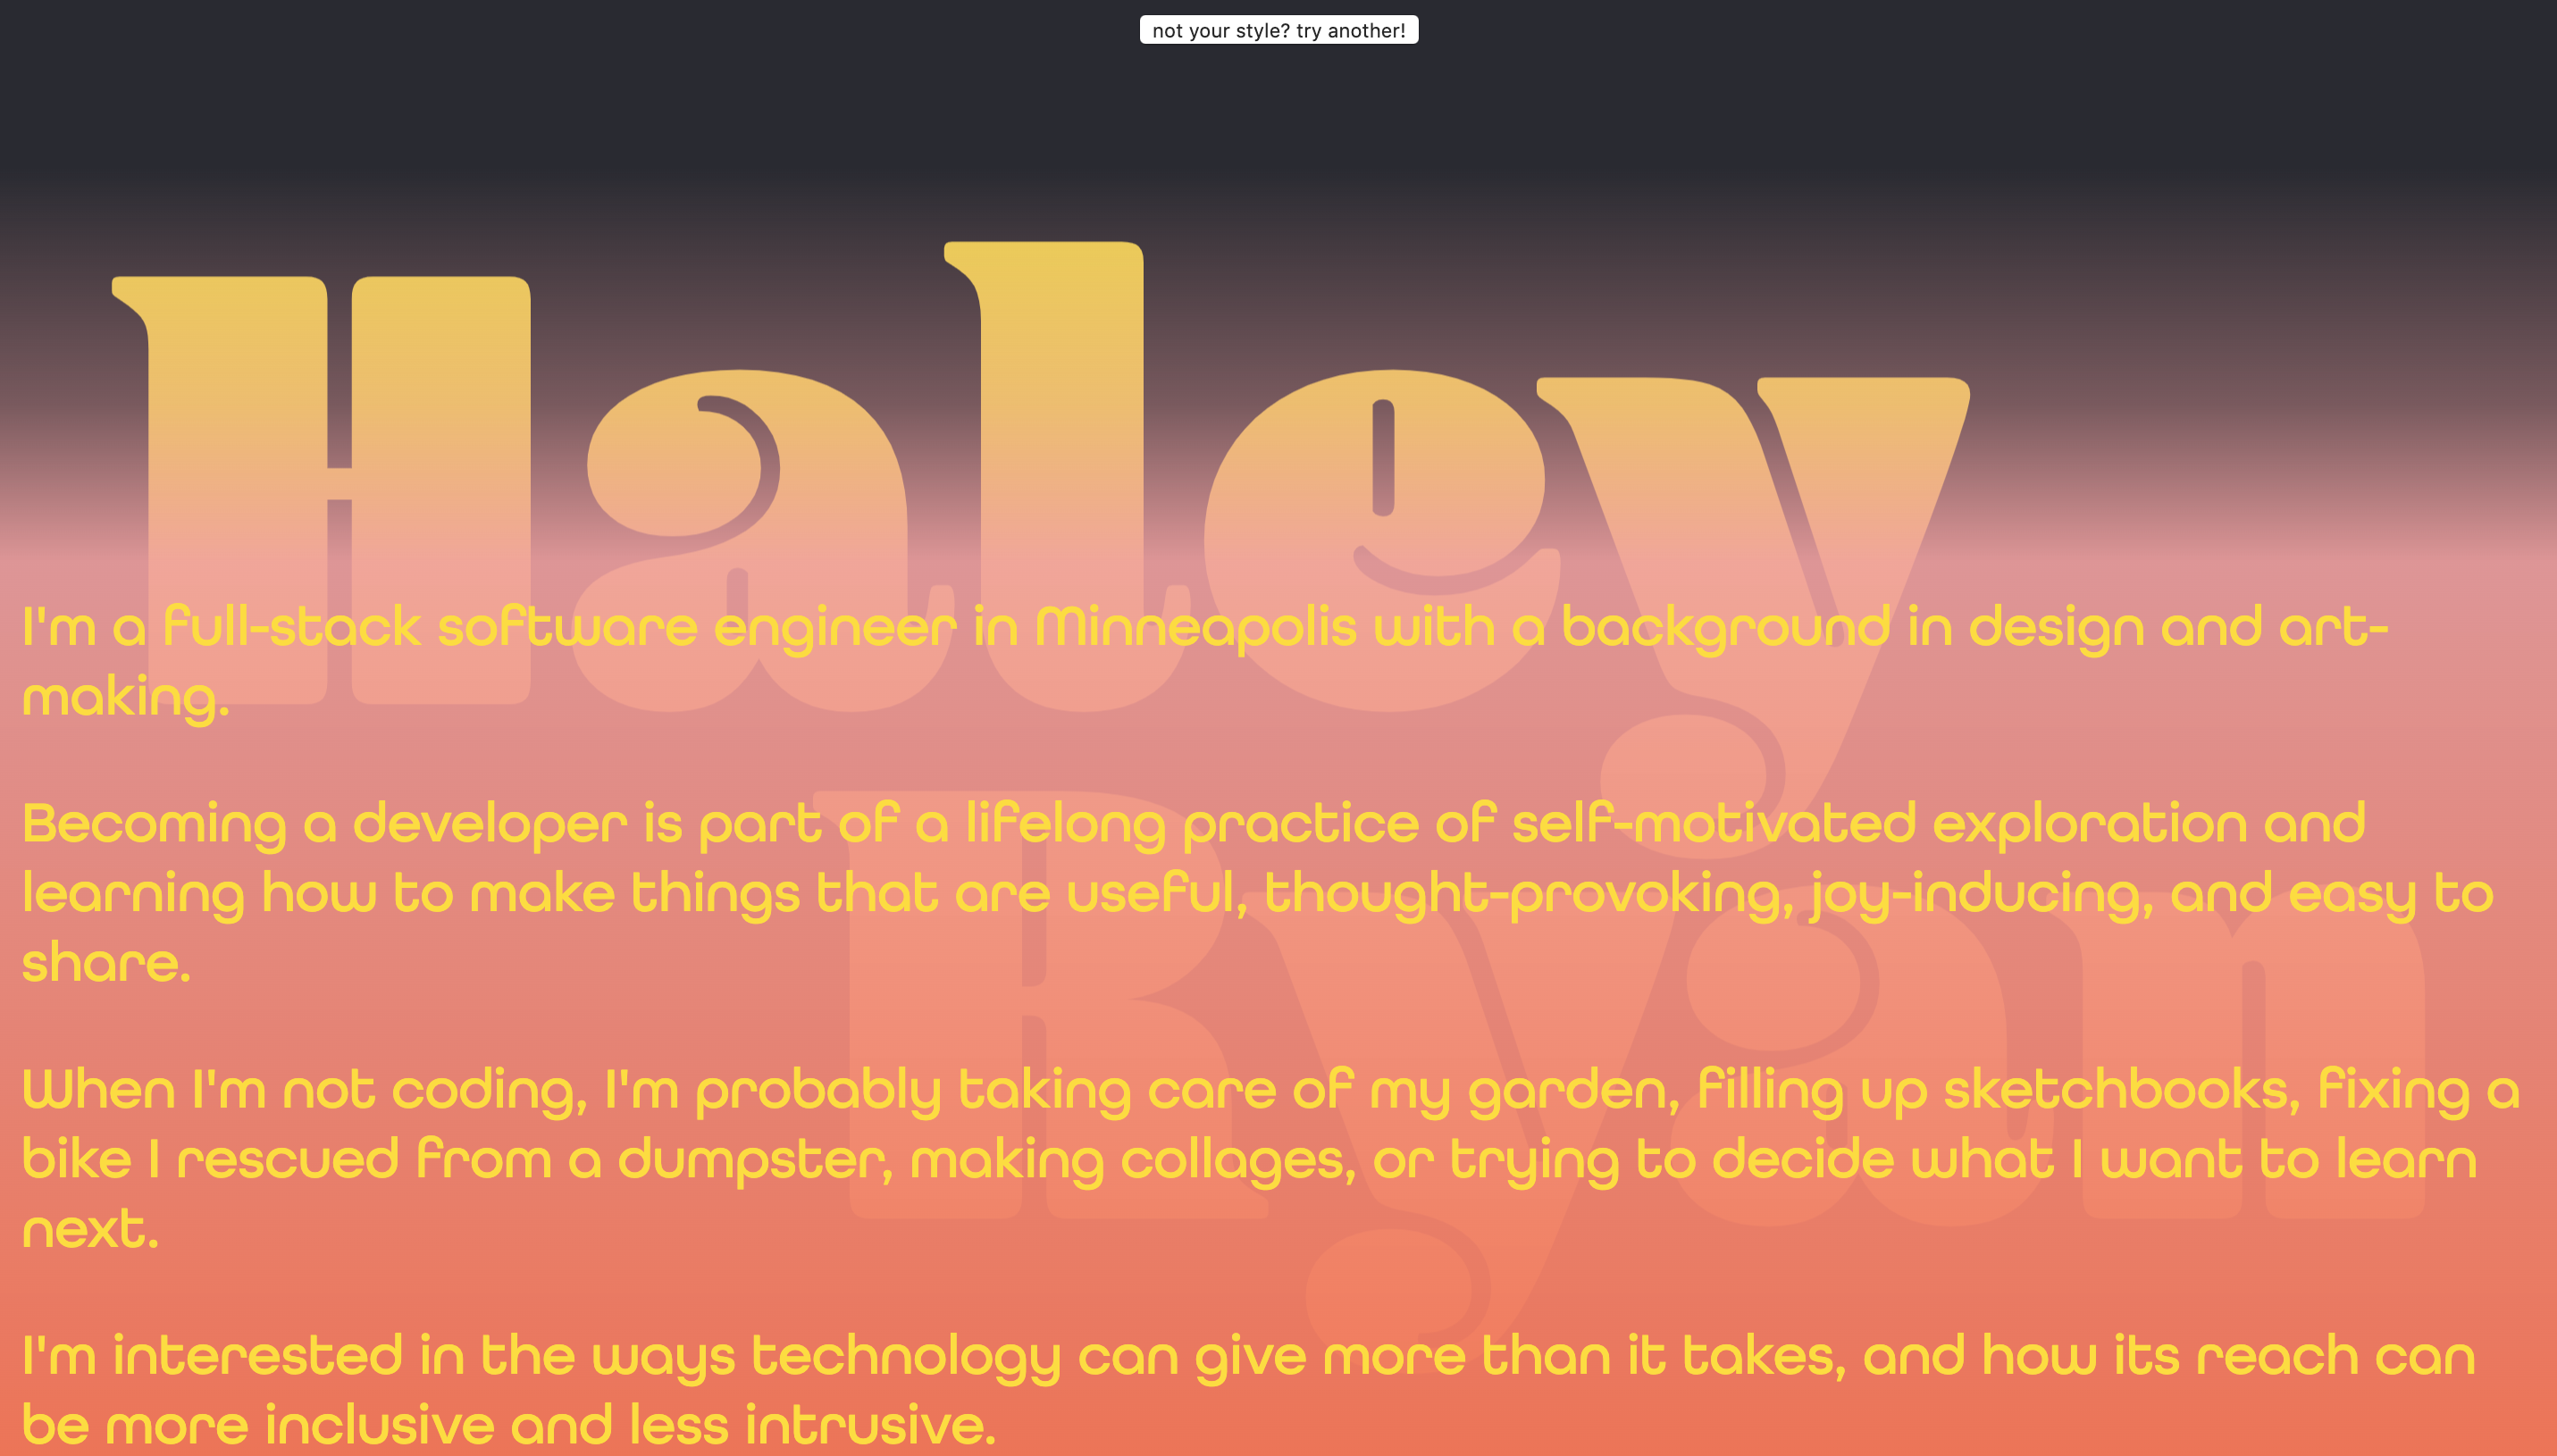 not your style? try another!
Haley
I'm a full-stack software engineer in Minneapolis with a background in design and art-
making.
Ryan
Becoming a developer is part of a lifelong practice of self-motivated exploration and
learning how to make things that are useful, thought-provoking, joy-inducing, and easy to
share.
When I'm not coding, I'm probably taking care of my garden, filling up sketchbooks, fixing a
bike I rescued from a dumpster, making collages, or trying to decide what I want to learn
next.
I'm interested in the ways technology can give more than it takes, and how its reach can
be more inclusive and less intrusive.